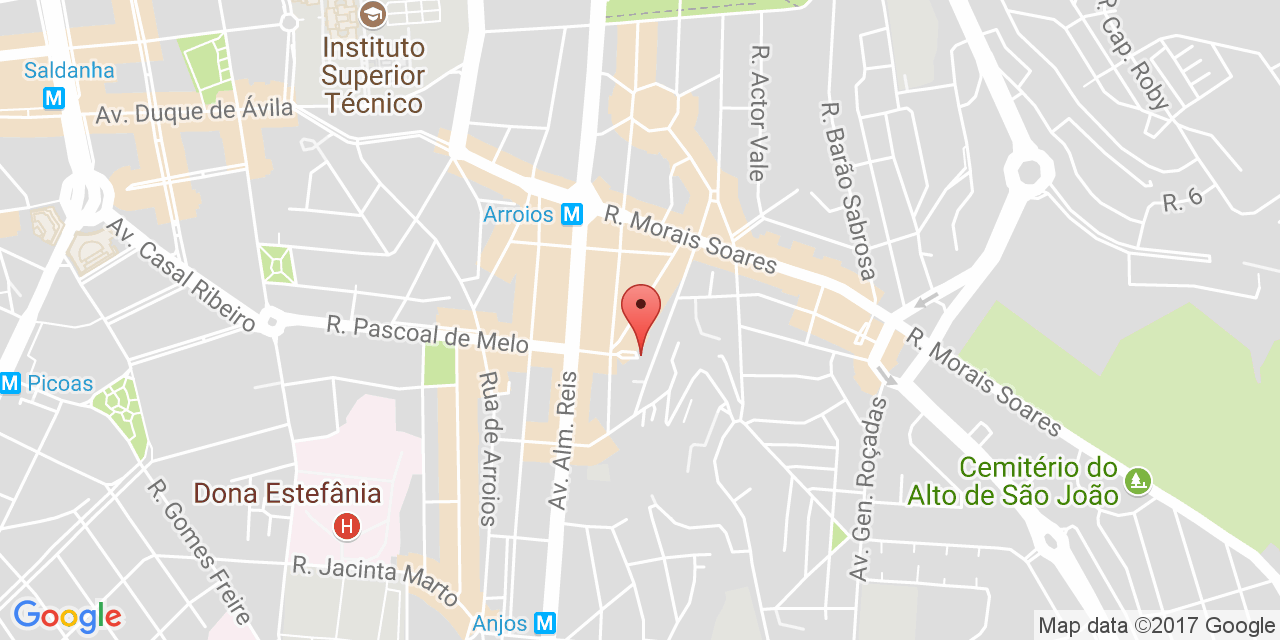 Instituto
Superior
Técnico
Saldanha
M
Av. Duque de Ávila
R. Actor Vale
R. Barão Sabrosa
R. Cap. Roby
R. 6
Arroios M
R. Morais Soares
Av. Casal Ribeiro
R. Pascoal de Melo
M Picoas
Rua de Arroios
Av. Alm. Reis
R. Morais Soares
Av. Gen. Roçadas
Cemitério do
Alto de São João
Dona Estefânia
H
R. Gomes Freire
R. Jacinta Marto
Anjos M
Google
Map data ©2017 Google